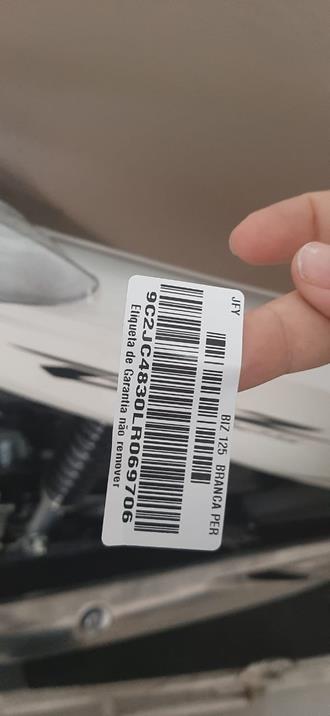 JFY
BIZ 125 BRANCA PER
9C2JC4830LR069706
Etiqueta de Garantia não remover